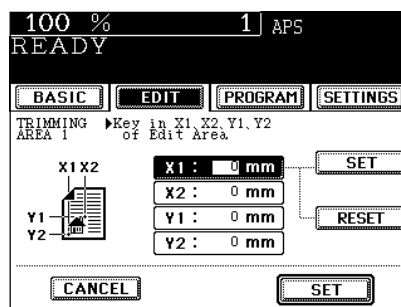 100 % 1 APS
READY
BASIC EDIT PROGRAM SETTINGS
TRIMMING ▶Key in X1,X2,Y1,Y2
AREA 1 of Edit Area
X1 X2
Y1
Y2
X1 : 0 mm SET
X2 : 0 mm
Y1 : 0 mm RESET
Y2 : 0 mm
CANCEL SET